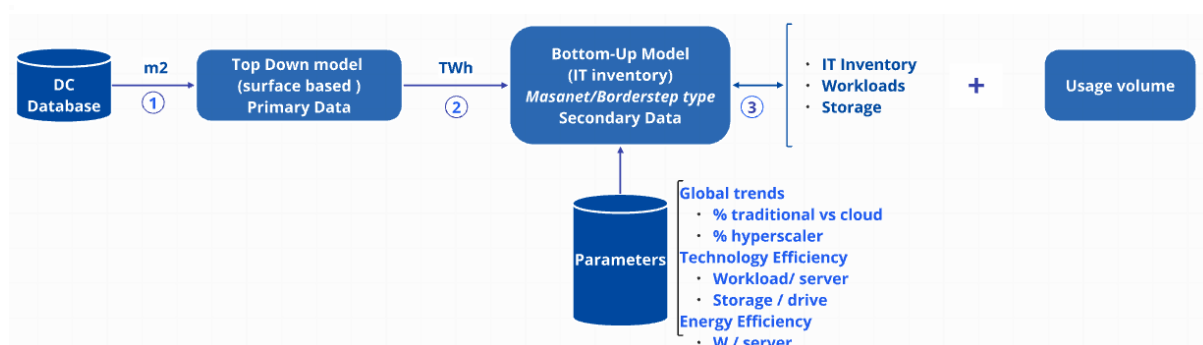 DC
Database
m2
1
Top Down model
(surface based )
Primary Data
TWh
2
Bottom-Up Model
(IT inventory)
Masanet/Borderstep type
Secondary Data
3
· IT Inventory
· Workloads
· Storage
+
Usage volume
Parameters
Global trends
· % traditional vs cloud
· % hyperscaler
Technology Efficiency
· Workload/ server
· Storage / drive
Energy Efficiency
· W / server